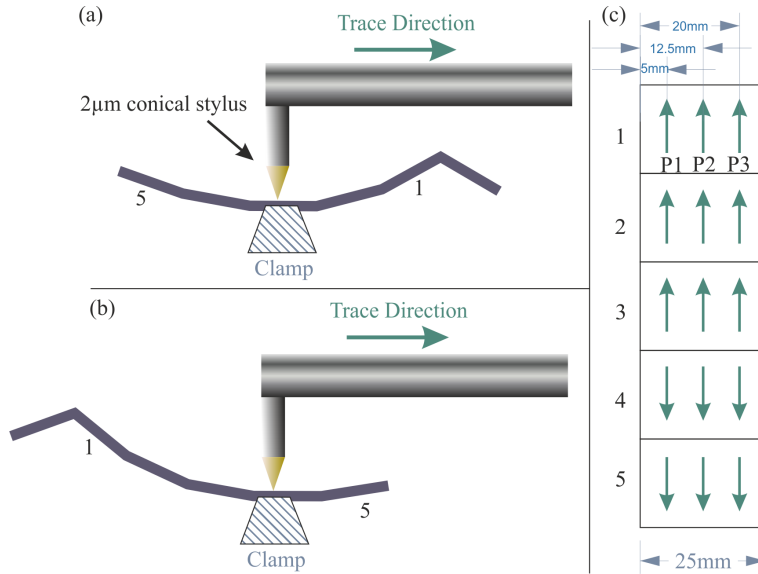 (a)
Trace Direction
2µm conical stylus
5
1
Clamp
(b)
Trace Direction
1
5
Clamp
(c)
20mm
12.5mm
5mm
1
P1 P2 P3
2
3
4
5
25mm